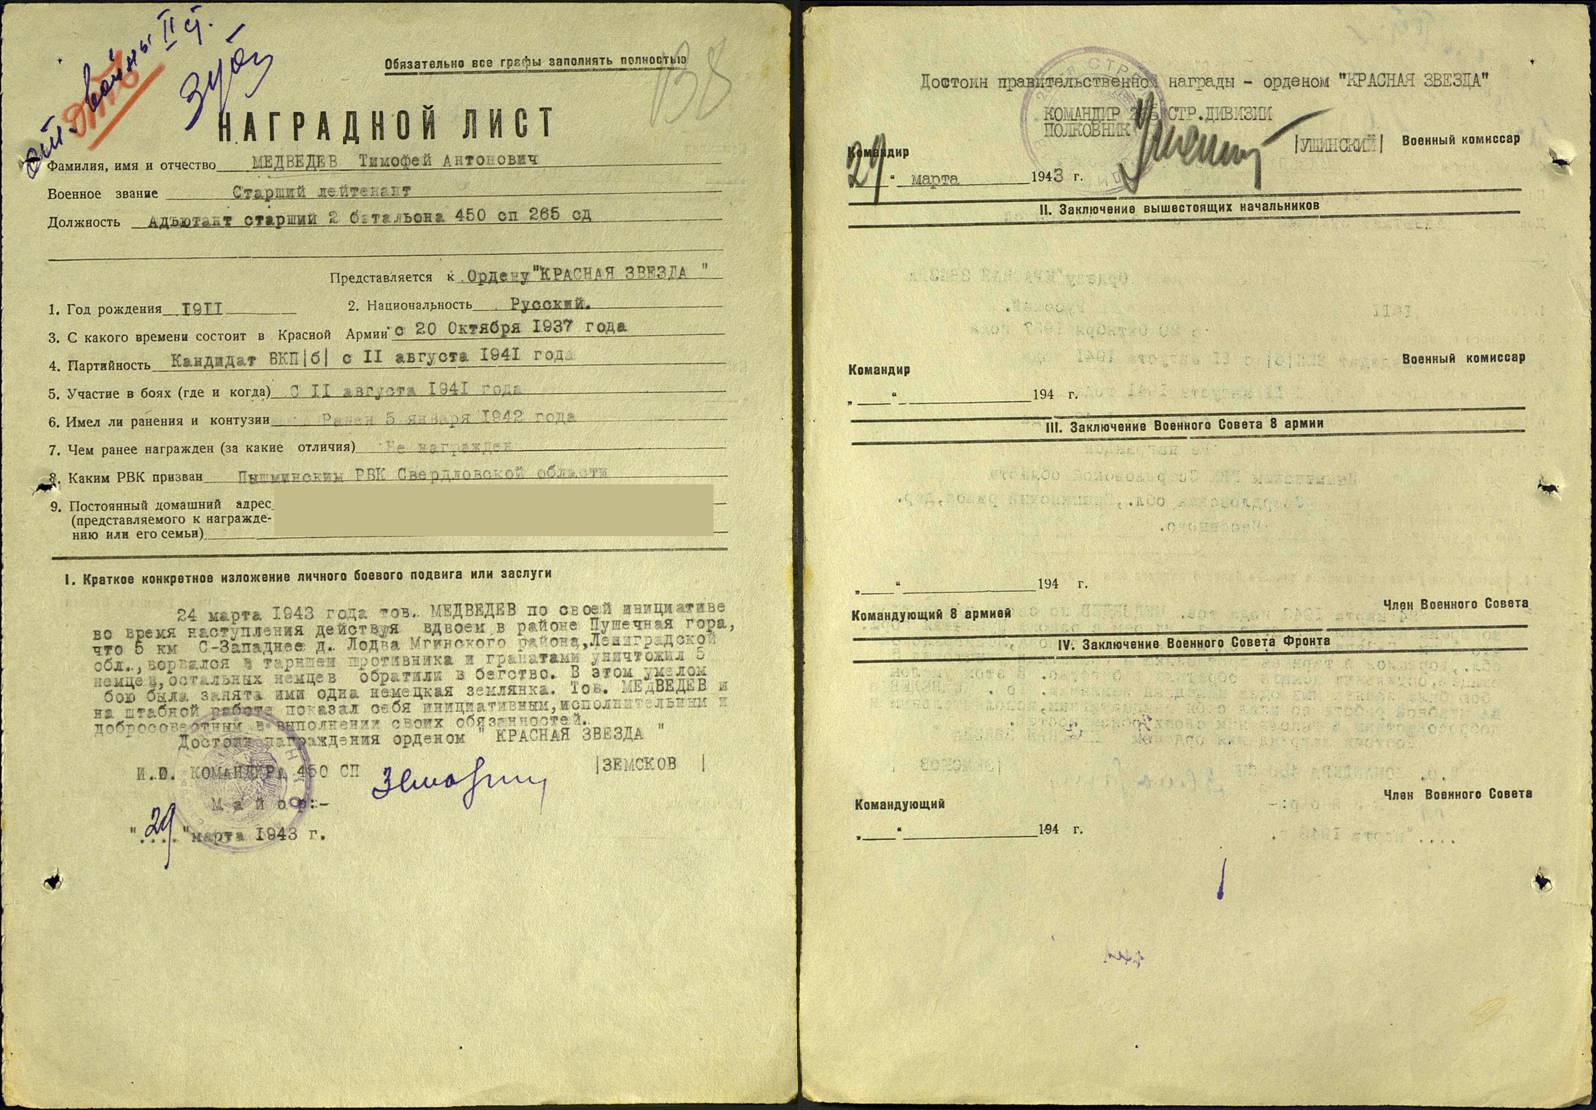 От. войны II ст.
Обязательно все графы заполнять полностью
138
НАГРАДНОЙ ЛИСТ
Фамилия, имя и отчество МЕДВЕДЕВ Тимофей Антонович
Военное звание Старший лейтенант
Должность Адъютант старший 2 батальона 450 сп 265 сд
Представляется к Ордену "КРАСНАЯ ЗВЕЗДА "
1. Год рождения 1911 2. Национальность Русский.
3. С какого времени состоит в Красной Армии с 20 Октября 1937 года
4. Партийность Кандидат ВКП|б| с II августа 1941 года
5. Участие в боях (где и когда) С II августа 1941 года
6. Имел ли ранения и контузии Ранен 5 января 1942 года
7. Чем ранее награжден (за какие отличия) Не награжден
8. Каким РВК призван Пышминским РВК Свердловской области
9. Постоянный домашний адрес
(представляемого к награжде-
нию или его семьи)
I. Краткое конкретное изложение личного боевого подвига или заслуги
24 марта 1943 года тов. МЕДВЕДЕВ по своей инициативе
во время наступления действуя вдвоем в районе Пушечная гора,
что 5 км С-Западнее д. Лодва Мгинского района, Ленинградской
обл., ворвался в таршеи противника и гранатами уничтожил 5
немцев, остальных немцев обратили в бегство. В этом умелом
бою была занята ими одна немецкая землянка. Тов. МЕДВЕДЕВ и
на штабной работе показал себя инициативным, исполнительным и
добросовестным в выполнении своих обязанностей.
Достоин награждения орденом " КРАСНАЯ ЗВЕЗДА "
И.О. КОМАНДИРА 450 СП |ЗЕМСКОВ |
Майор:-
"29" марта 1943 г.
Достоин правительственной награды - орденом "КРАСНАЯ ЗВЕЗДА"
КОМАНДИР 265 СТР.ДИВИЗИИ
ПОЛКОВНИК |УШИНСКИЙ|
Командир Военный комиссар
29 " марта 1943 г.
II. Заключение вышестоящих начальников
Командир Военный комиссар
„ “ 194 г.
III. Заключение Военного Совета 8 армии
„ “ 194 г.
Командующий 8 армией Член Военного Совета
IV. Заключение Военного Совета Фронта
Командующий Член Военного Совета
„ “ 194 г.